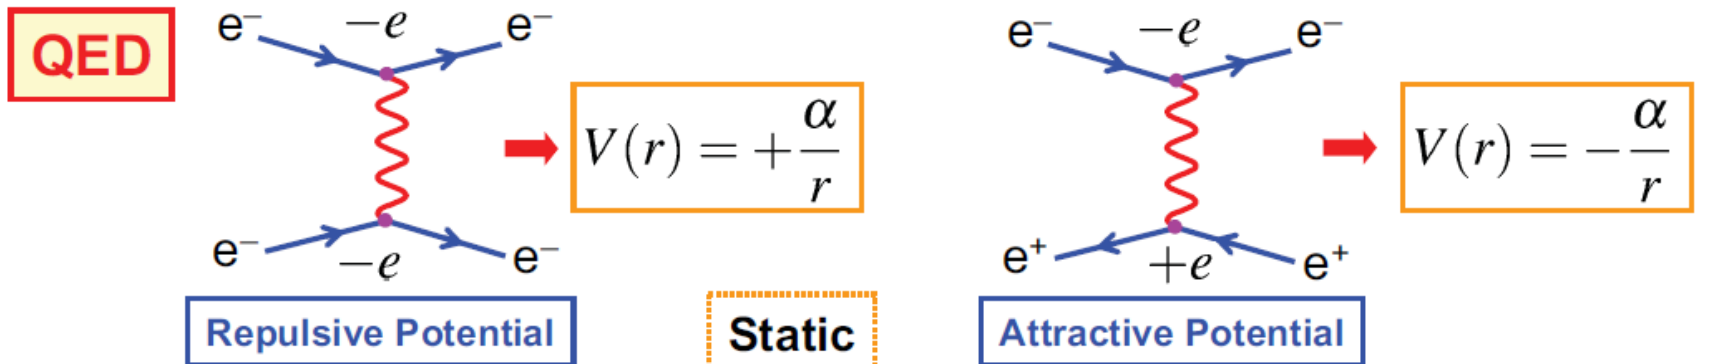 QED
e⁻ −e e⁻
e⁻ −e e⁻
V(r) = +α/r
Repulsive Potential
Static
e⁻ −e e⁻
e⁺ +e e⁺
V(r) = −α/r
Attractive Potential